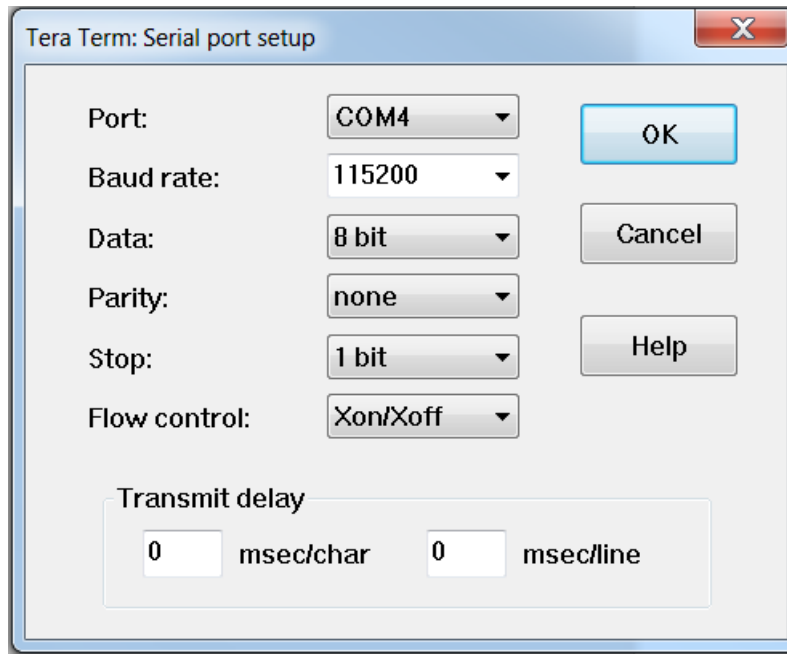 Tera Term: Serial port setup
Port: COM4 OK
Baud rate: 115200
Data: 8 bit Cancel
Parity: none
Stop: 1 bit Help
Flow control: Xon/Xoff
Transmit delay
0 msec/char 0 msec/line